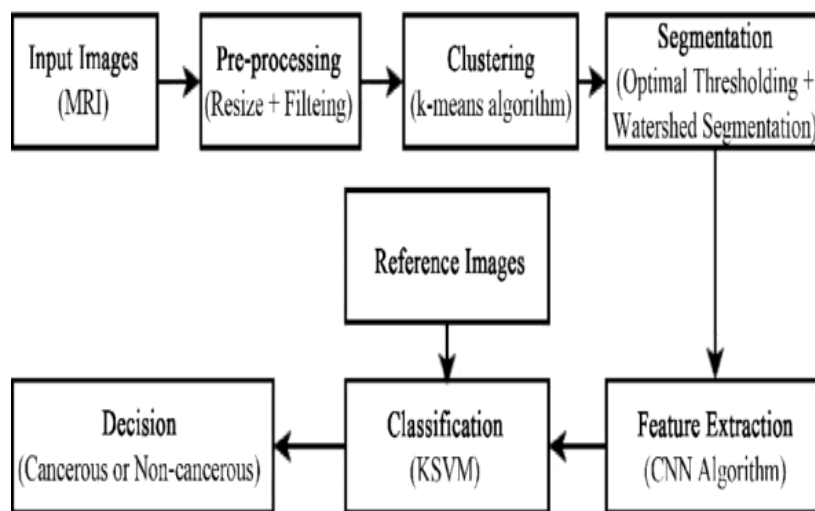 Input Images
(MRI)
Pre-processing
(Resize + Filteing)
Clustering
(k-means algorithm)
Segmentation
(Optimal Thresholding +
Watershed Segmentation)
Reference Images
Feature Extraction
(CNN Algorithm)
Classification
(KSVM)
Decision
(Cancerous or Non-cancerous)